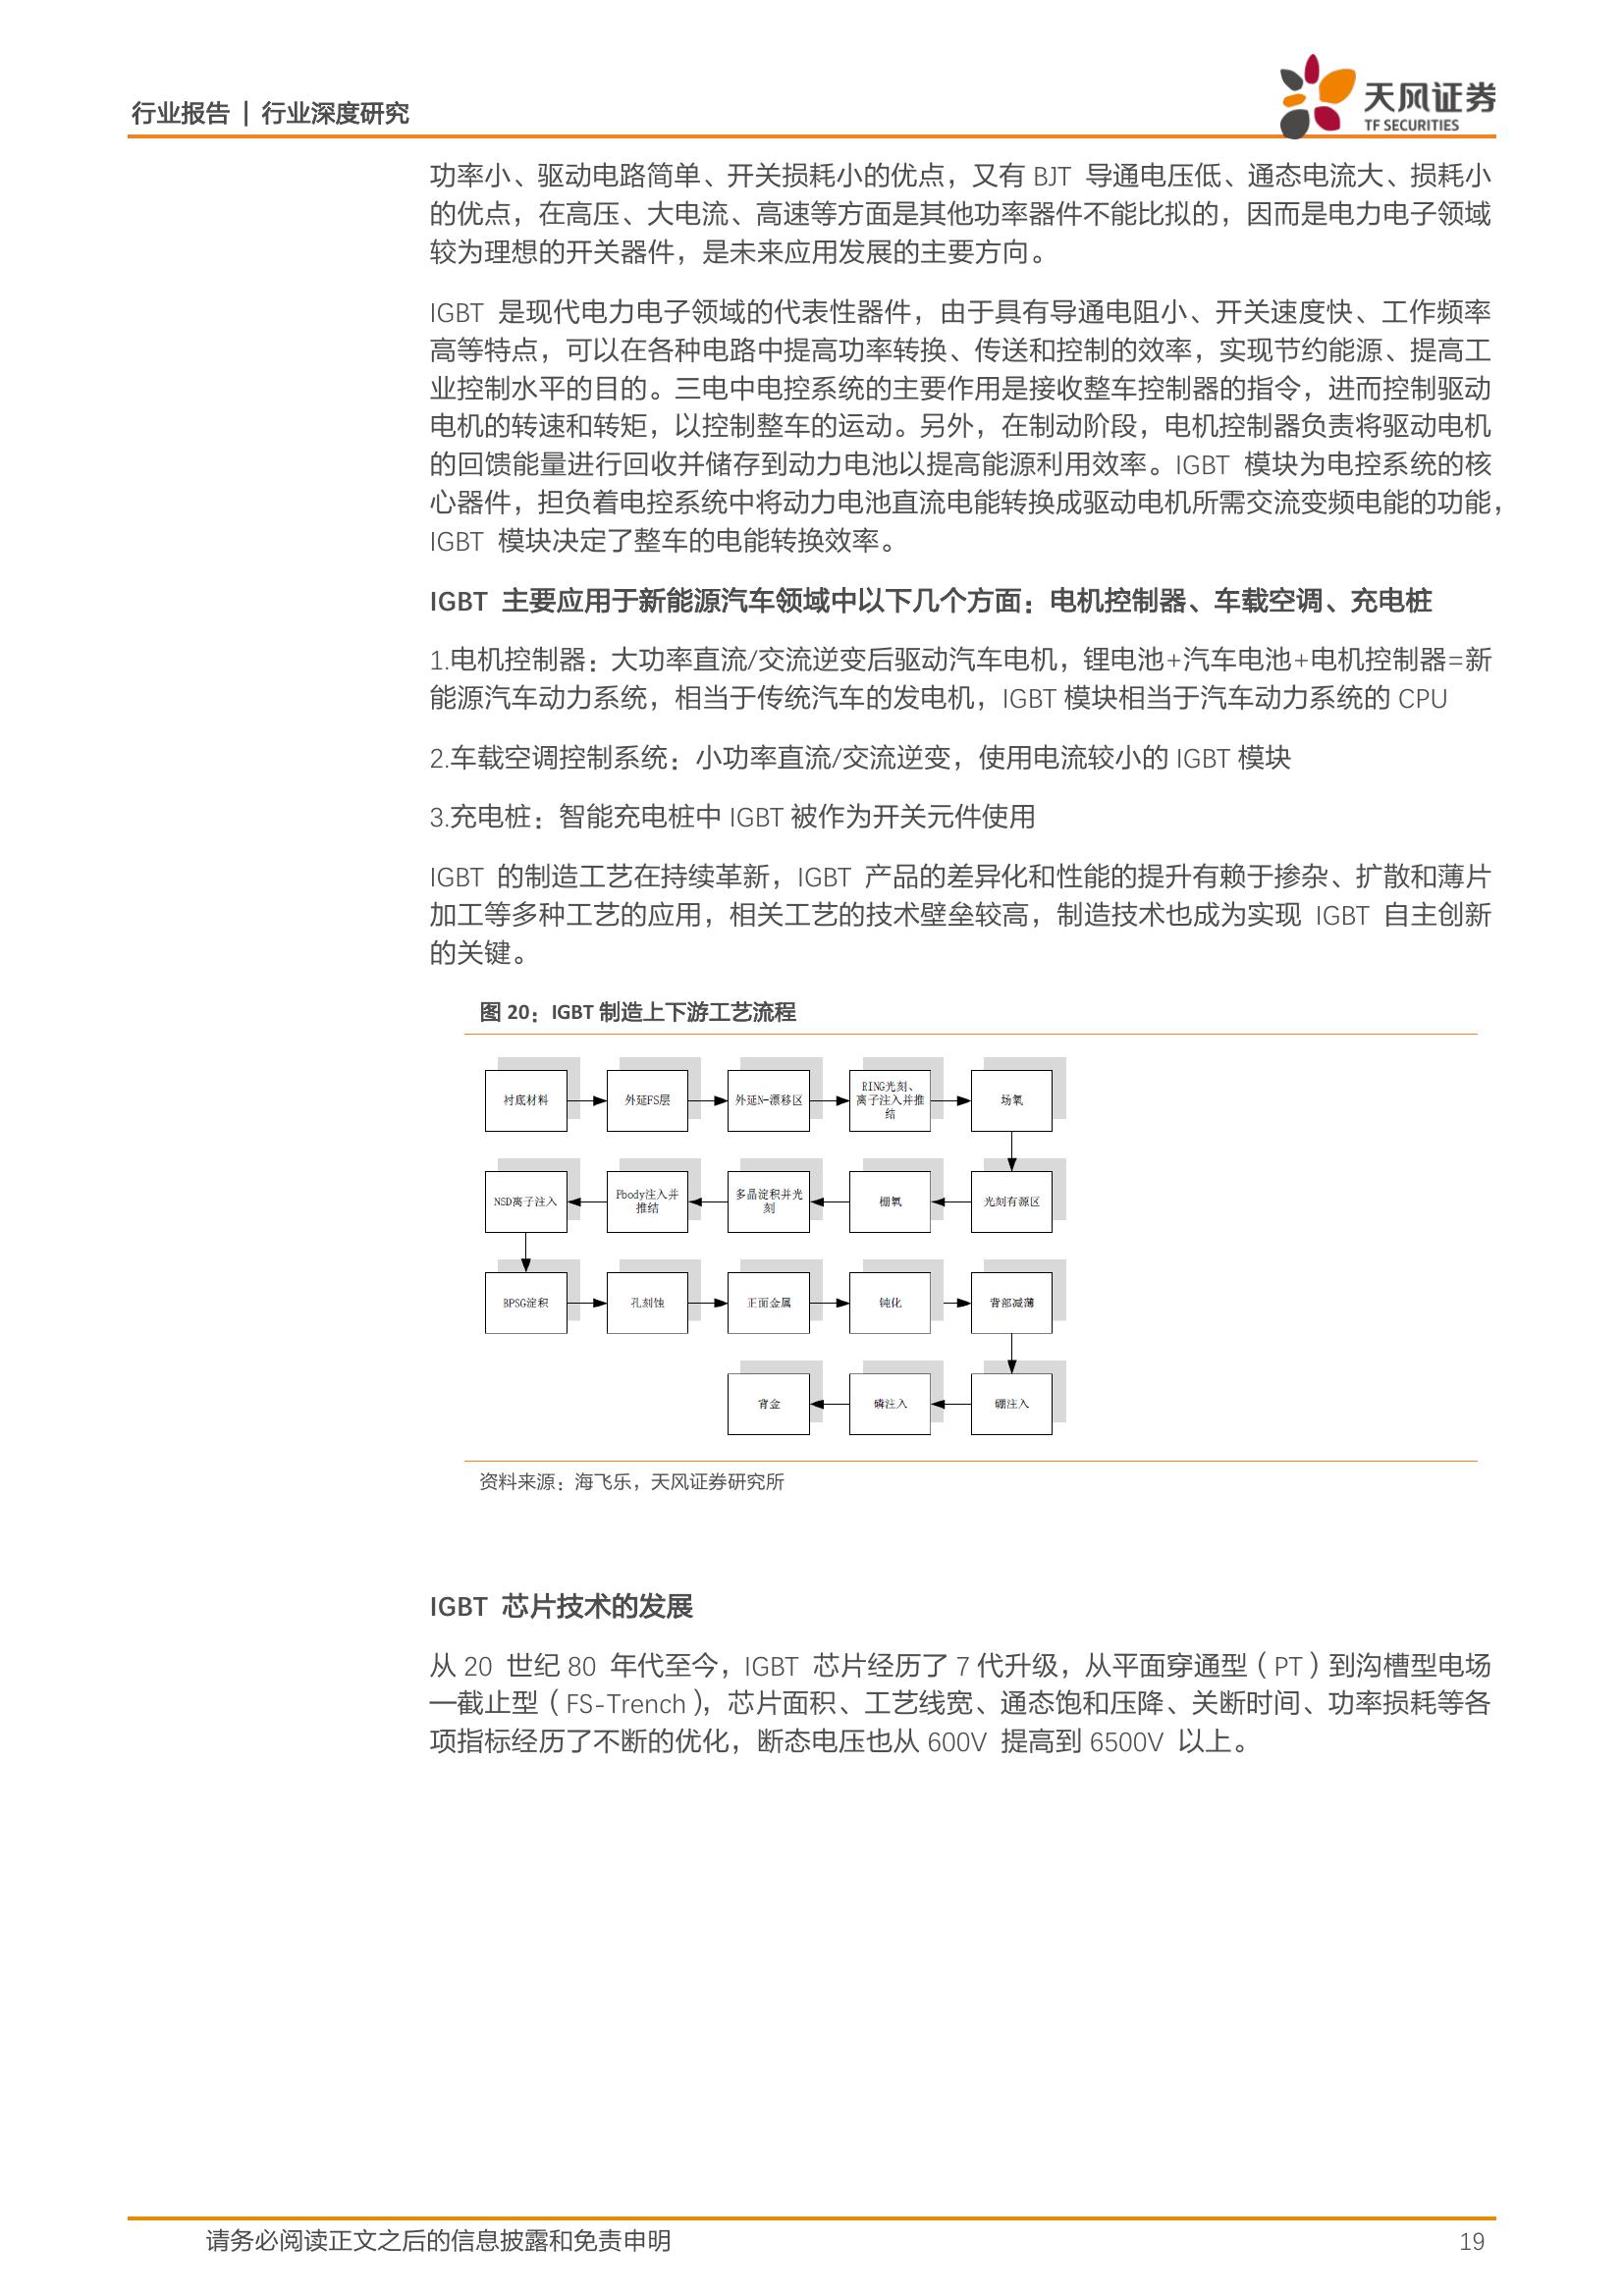 行业报告 | 行业深度研究
天风证券
TF SECURITIES
功率小、驱动电路简单、开关损耗小的优点，又有 BJT 导通电压低、通态电流大、损耗小
的优点，在高压、大电流、高速等方面是其他功率器件不能比拟的，因而是电力电子领域
较为理想的开关器件，是未来应用发展的主要方向。
IGBT 是现代电力电子领域的代表性器件，由于具有导通电阻小、开关速度快、工作频率
高等特点，可以在各种电路中提高功率转换、传送和控制的效率，实现节约能源、提高工
业控制水平的目的。三电中电控系统的主要作用是接收整车控制器的指令，进而控制驱动
电机的转速和转矩，以控制整车的运动。另外，在制动阶段，电机控制器负责将驱动电机
的回馈能量进行回收并储存到动力电池以提高能源利用效率。IGBT 模块为电控系统的核
心器件，担负着电控系统中将动力电池直流电能转换成驱动电机所需交流变频电能的功能，
IGBT 模块决定了整车的电能转换效率。
IGBT 主要应用于新能源汽车领域中以下几个方面：电机控制器、车载空调、充电桩
1.电机控制器：大功率直流/交流逆变后驱动汽车电机，锂电池+汽车电池+电机控制器=新
能源汽车动力系统，相当于传统汽车的发电机，IGBT 模块相当于汽车动力系统的 CPU
2.车载空调控制系统：小功率直流/交流逆变，使用电流较小的 IGBT 模块
3.充电桩：智能充电桩中 IGBT 被作为开关元件使用
IGBT 的制造工艺在持续革新，IGBT 产品的差异化和性能的提升有赖于掺杂、扩散和薄片
加工等多种工艺的应用，相关工艺的技术壁垒较高，制造技术也成为实现 IGBT 自主创新
的关键。
图 20：IGBT 制造上下游工艺流程
衬底材料
外延FS层
外延N-漂移区
RING光刻、
离子注入并推
结
场氧
NSD离子注入
Pbody注入并
推结
多晶淀积并光
刻
栅氧
光刻有源区
BPSG淀积
孔刻蚀
正面金属
钝化
背部减薄
背金
磷注入
硼注入
资料来源：海飞乐，天风证券研究所
IGBT 芯片技术的发展
从 20 世纪 80 年代至今，IGBT 芯片经历了 7 代升级，从平面穿通型（PT）到沟槽型电场
—截止型（FS-Trench），芯片面积、工艺线宽、通态饱和压降、关断时间、功率损耗等各
项指标经历了不断的优化，断态电压也从 600V 提高到 6500V 以上。
请务必阅读正文之后的信息披露和免责申明
19